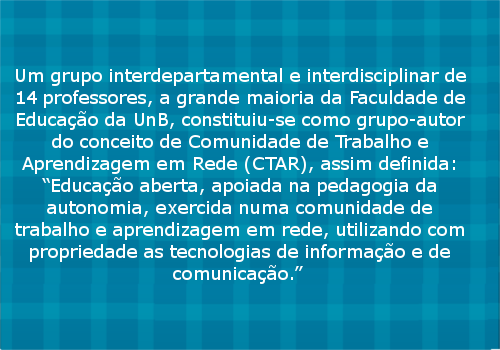 Um grupo interdepartamental e interdisciplinar de
14 professores, a grande maioria da Faculdade de
Educação da UnB, constituiu-se como grupo-autor
do conceito de Comunidade de Trabalho e
Aprendizagem em Rede (CTAR), assim definida:
“Educação aberta, apoiada na pedagogia da
autonomia, exercida numa comunidade de
trabalho e aprendizagem em rede, utilizando com
propriedade as tecnologias de informação e de
comunicação.”